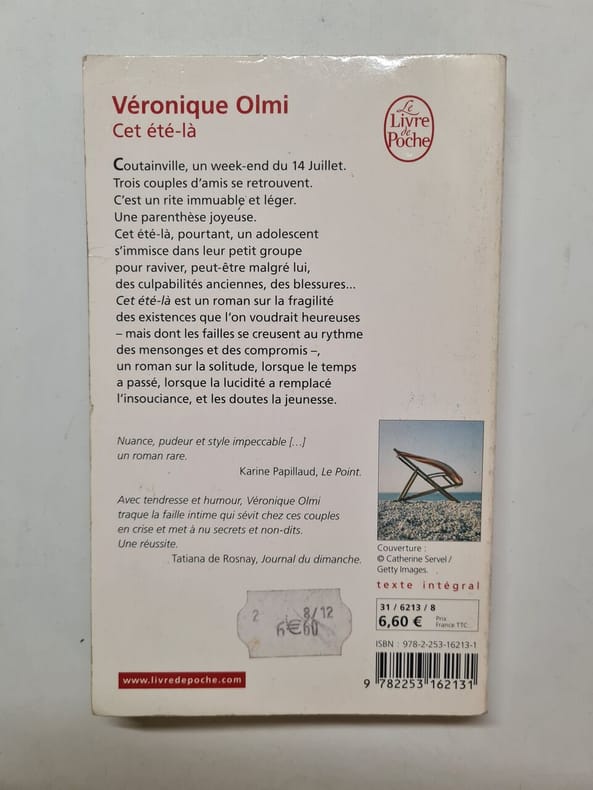 Véronique Olmi
Cet été-là
Le
Livre
de
Poche
Coutainville, un week-end du 14 Juillet.
Trois couples d'amis se retrouvent.
C'est un rite immuable et léger.
Une parenthèse joyeuse.
Cet été-là, pourtant, un adolescent
s'immisce dans leur petit groupe
pour raviver, peut-être malgré lui,
des culpabilités anciennes, des blessures...
Cet été-là est un roman sur la fragilité
des existences que l'on voudrait heureuses
– mais dont les failles se creusent au rythme
des mensonges et des compromis –,
un roman sur la solitude, lorsque le temps
a passé, lorsque la lucidité a remplacé
l'insouciance, et les doutes la jeunesse.
Nuance, pudeur et style impeccable [...]
un roman rare.
Karine Papillaud, Le Point.
Avec tendresse et humour, Véronique Olmi
traque la faille intime qui sévit chez ces couples
en crise et met à nu secrets et non-dits.
Une réussite.
Tatiana de Rosnay, Journal du dimanche.
Couverture :
© Catherine Servel /
Getty Images.
texte intégral
2 8/12
6€60
31 / 6213 / 8
6,60 € Prix
France TTC
ISBN : 978-2-253-16213-1
9 782253 162131
www.livredepoche.com